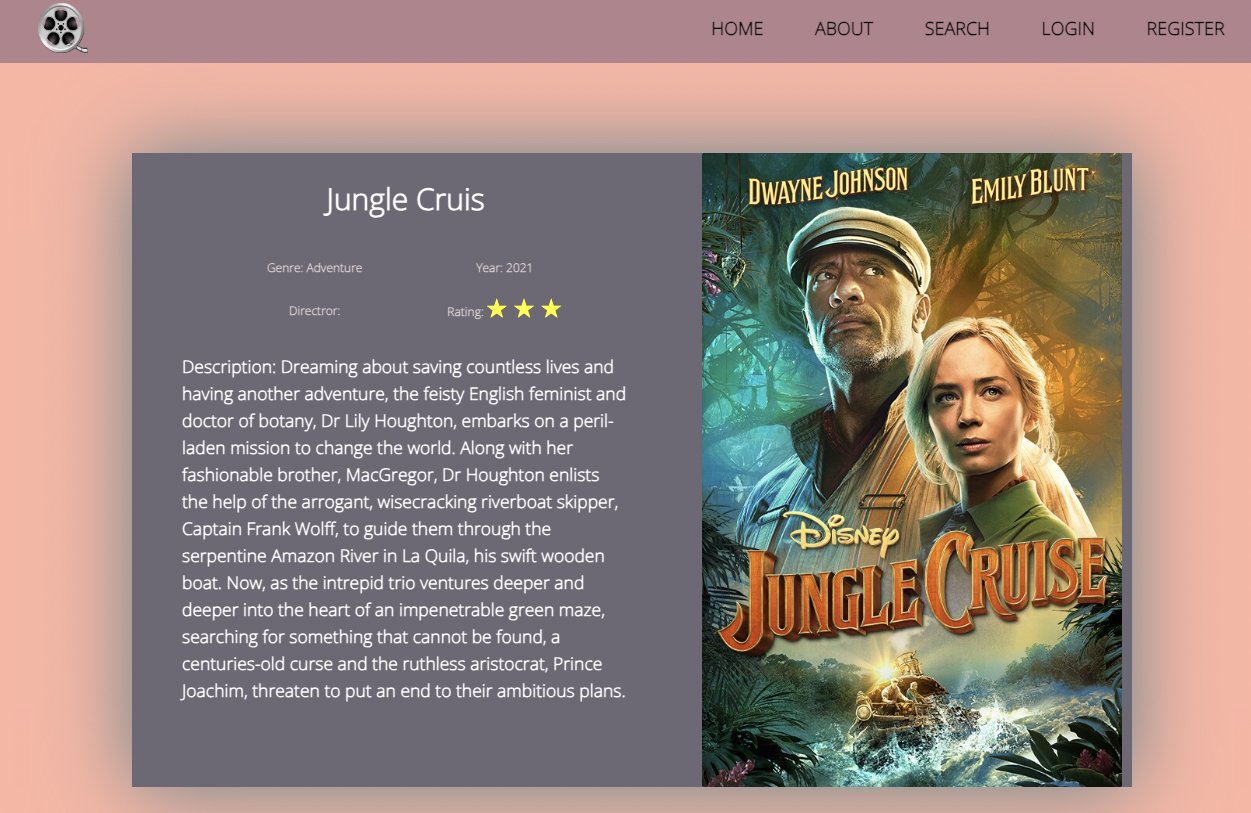 HOME ABOUT SEARCH LOGIN REGISTER
Jungle Cruis
Genre: Adventure Year: 2021
Directror: Rating: ★ ★ ★
Description: Dreaming about saving countless lives and
having another adventure, the feisty English feminist and
doctor of botany, Dr Lily Houghton, embarks on a peril-
laden mission to change the world. Along with her
fashionable brother, MacGregor, Dr Houghton enlists
the help of the arrogant, wisecracking riverboat skipper,
Captain Frank Wolff, to guide them through the
serpentine Amazon River in La Quila, his swift wooden
boat. Now, as the intrepid trio ventures deeper and
deeper into the heart of an impenetrable green maze,
searching for something that cannot be found, a
centuries-old curse and the ruthless aristocrat, Prince
Joachim, threaten to put an end to their ambitious plans.
DWAYNE JOHNSON EMILY BLUNT
DISNEY
JUNGLE CRUISE